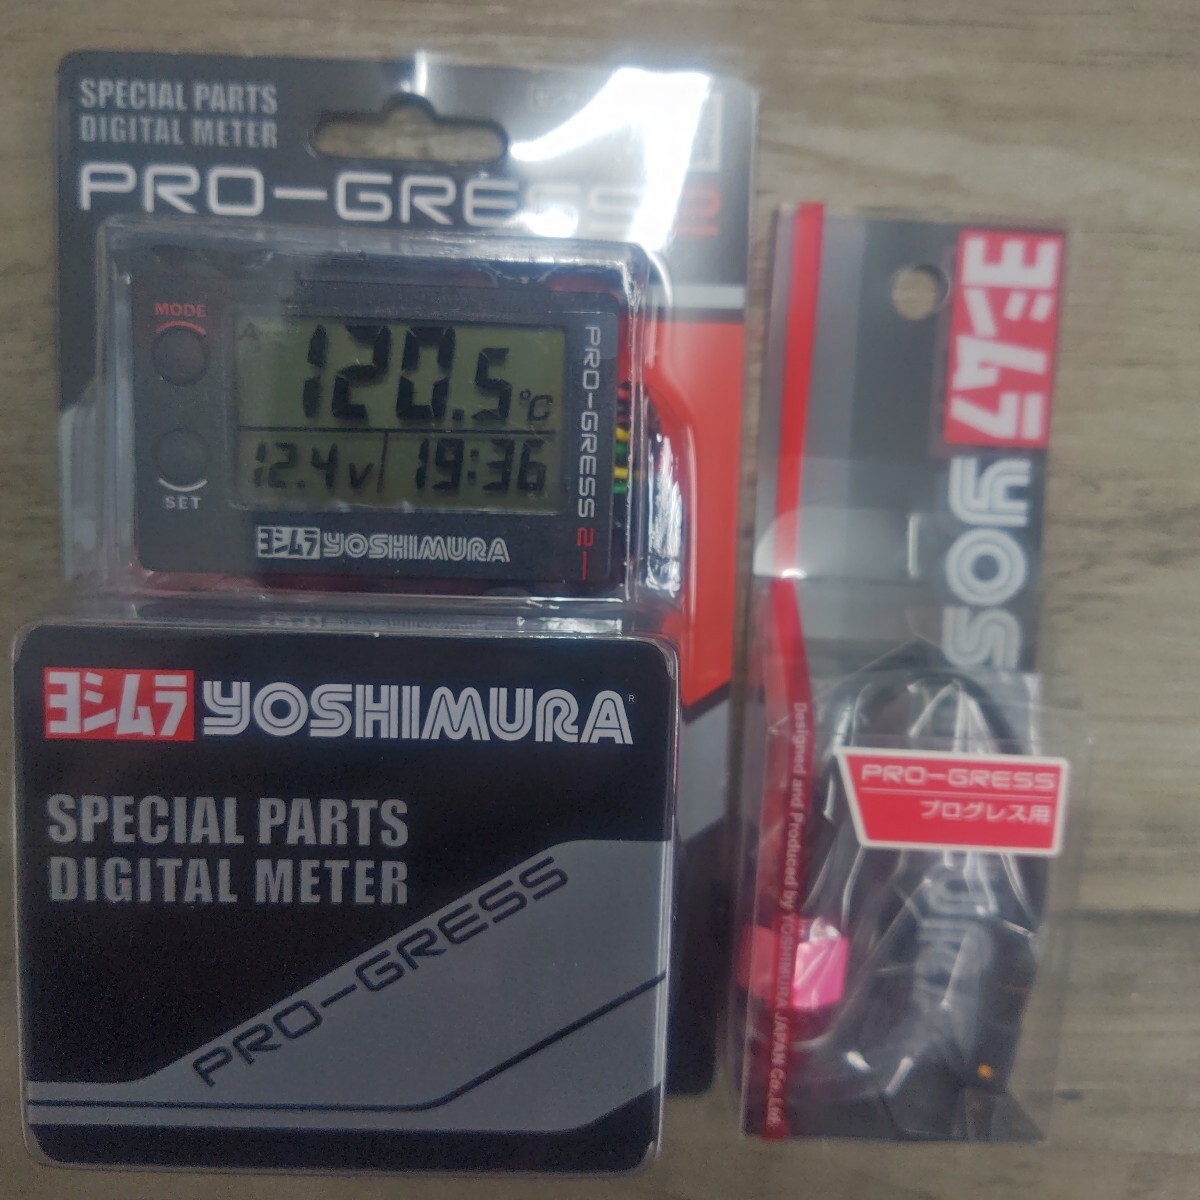 SPECIAL PARTS
DIGITAL METER
PRO-GRESS 2
MODE
A
120.5°C
12.4V 19:36
SET
PRO-GRESS 2
ヨシムラ YOSHIMURA
ヨシムラ YOSHIMURA®
SPECIAL PARTS
DIGITAL METER
PRO-GRESS
ヨシムラ YOS
PRO-GRESS
プログレス用
Designed and Produced by YOSHIMURA JAPAN Co.,Ltd.